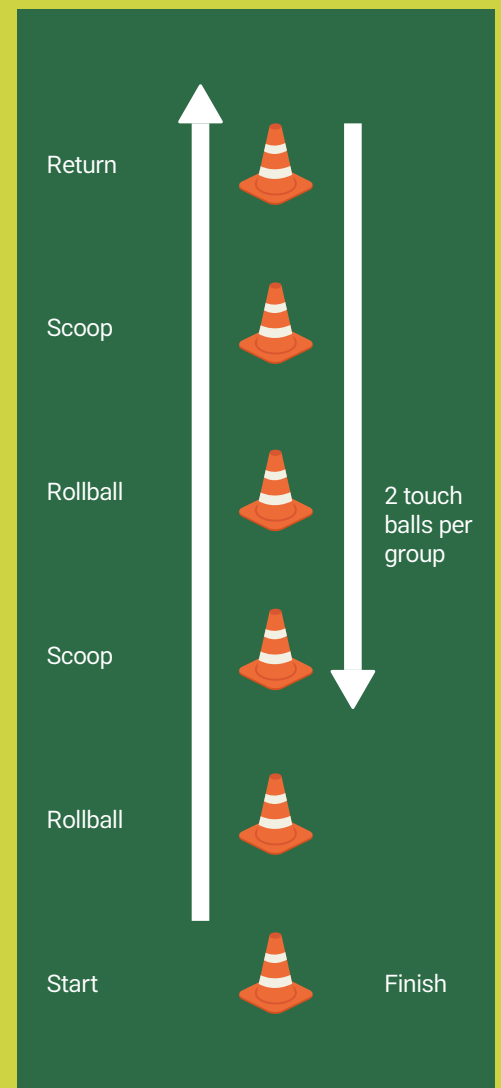 Return
Scoop
Rollball
2 touch
balls per
group
Scoop
Rollball
Start
Finish